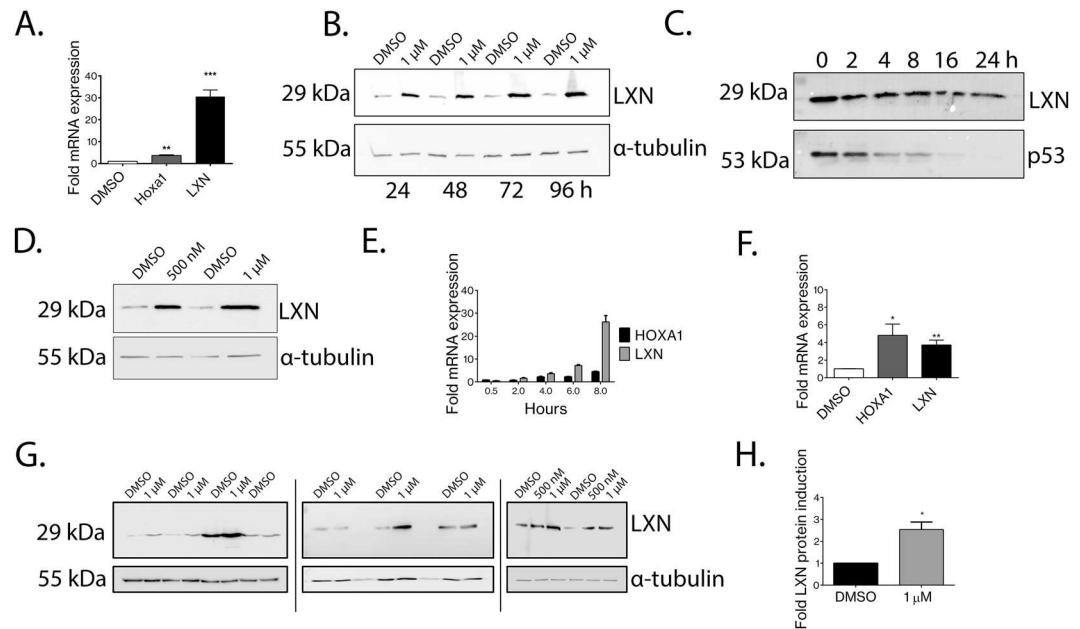 A.
Fold mRNA expression
40
30
20
10
0
**
***
DMSO
Hoxa1
LXN
B.
DMSO 1 µM DMSO 1 µM DMSO 1 µM DMSO 1 µM
29 kDa LXN
55 kDa α-tubulin
24 48 72 96 h
C.
0 2 4 8 16 24 h
29 kDa LXN
53 kDa p53
D.
DMSO 500 nM DMSO 1 µM
29 kDa LXN
55 kDa α-tubulin
E.
Fold mRNA expression
40
30
20
10
0
0.5 2.0 4.0 6.0 8.0
Hours
HOXA1
LXN
F.
Fold mRNA expression
10
8
6
4
2
0
*
**
DMSO
HOXA1
LXN
G.
DMSO 1 µM DMSO 1 µM DMSO 1 µM DMSO
DMSO 1 µM DMSO 1 µM DMSO 1 µM
DMSO 500 nM 1 µM DMSO 500 nM 1 µM
29 kDa LXN
55 kDa α-tubulin
H.
Fold LXN protein induction
4
3
2
1
0
*
DMSO 1 µM